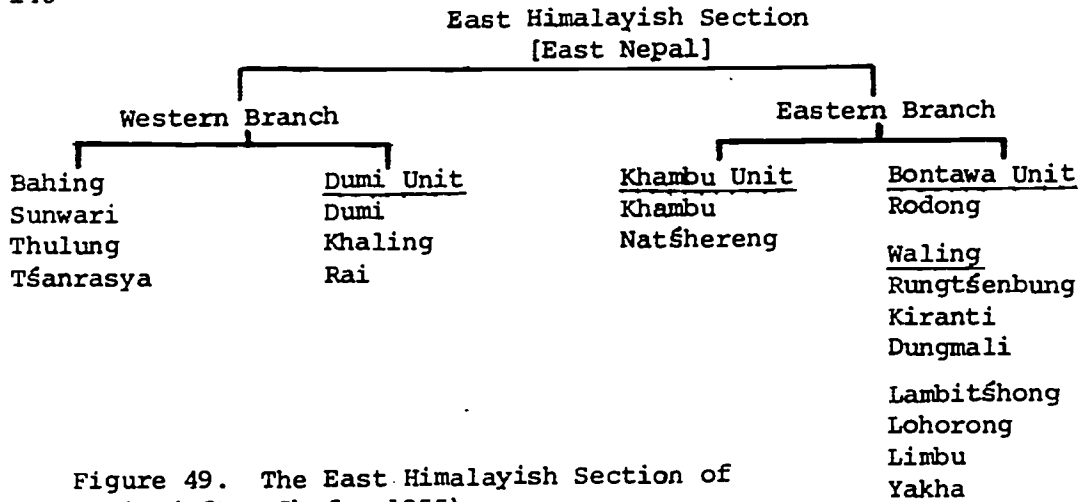 East Himalayish Section
[East Nepal]
Western Branch
Eastern Branch
Bahing
Sunwari
Thulung
Tśanrasya
Dumi Unit
Dumi
Khaling
Rai
Khambu Unit
Khambu
Natśhereng
Bontawa Unit
Rodong
Waling
Rungtśenbung
Kiranti
Dungmali
Lambitśhong
Lohorong
Limbu
Yakha
Figure 49. The East Himalayish Section of